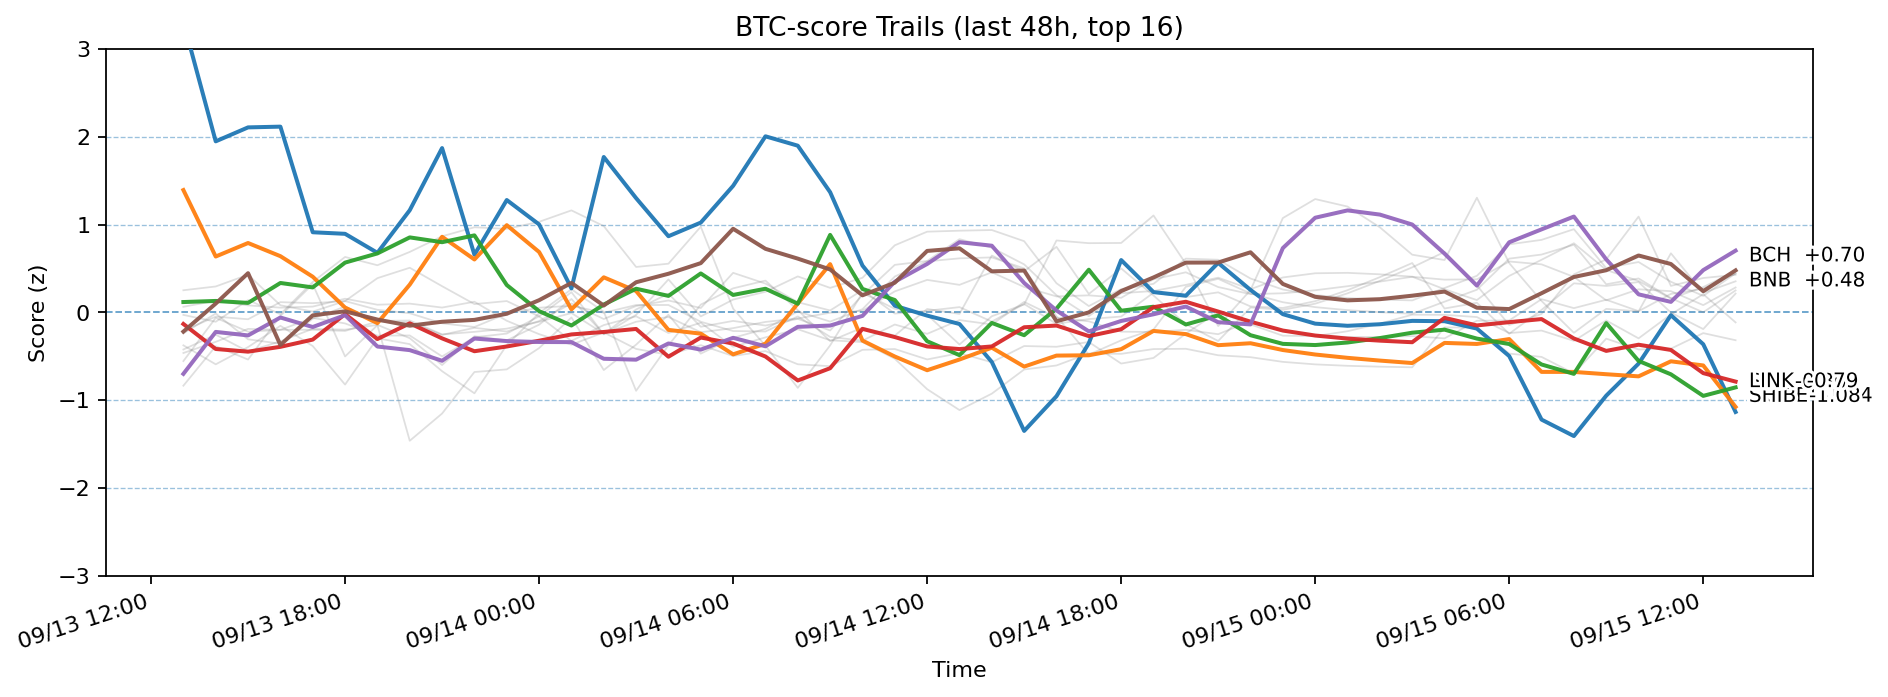 BTC-score Trails (last 48h, top 16)
Score (z)
3
2
1
0
−1
−2
−3
BCH +0.70
BNB +0.48
LINK
09/13 12:00
09/13 18:00
09/14 00:00
09/14 06:00
09/14 12:00
09/14 18:00
09/15 00:00
09/15 06:00
09/15 12:00
Time